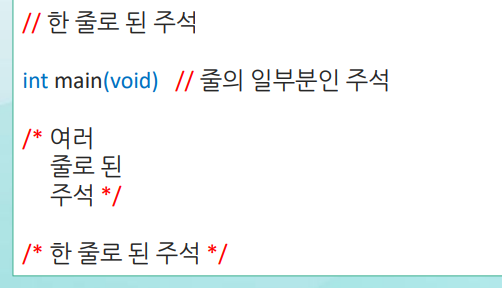 // 한 줄로 된 주석
int main(void) // 줄의 일부분인 주석
/* 여러
줄로 된
주석 */
/* 한 줄로 된 주석 */